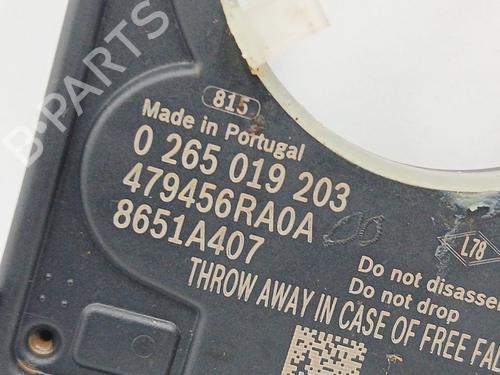 B-PARTS
815
Made in Portugal
0 265 019 203
479456RA0A
8651A407
L78
Do not disassem
Do not drop
THROW AWAY IN CASE OF FREE FAL